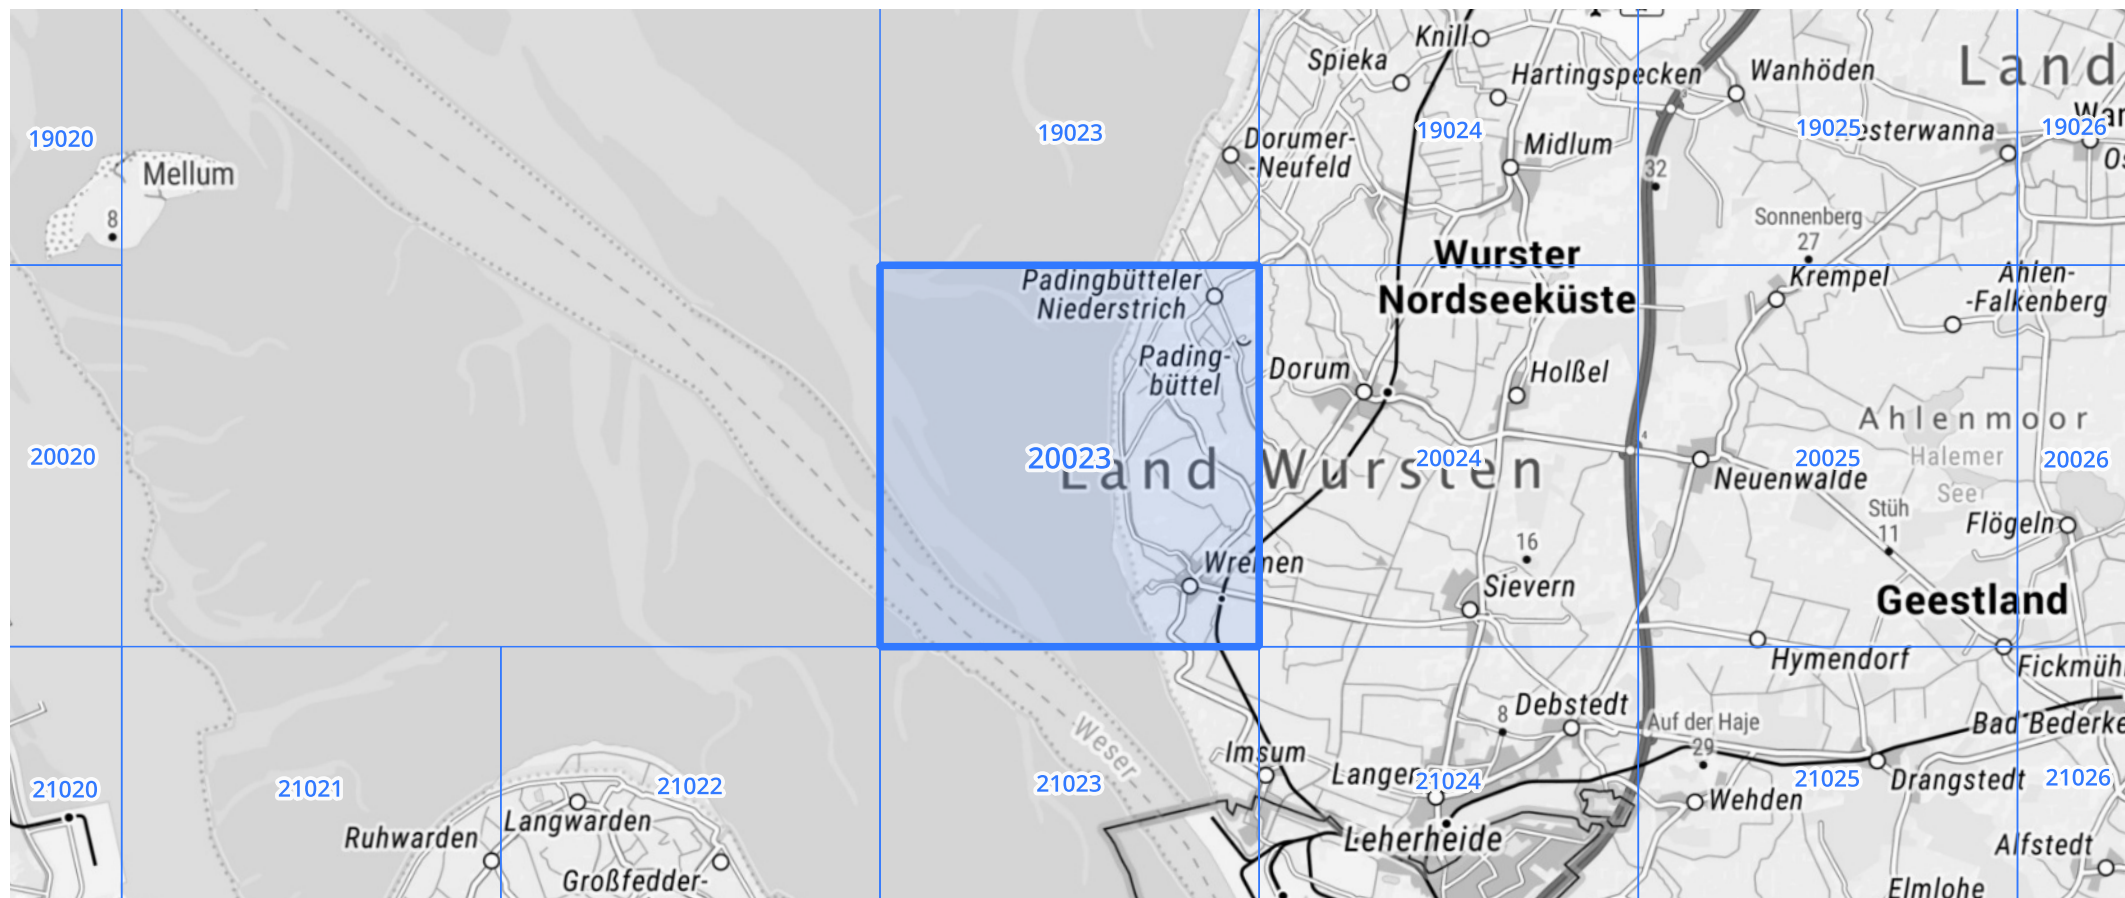 Knill
Spieka
Hartingspecken
Wanhöden
Land
19020
19023
19024
19025
esterwanna
19026
Mellum
8
Dorumer-
-Neufeld
Midlum
32
Sonnenberg
27
Wurster
Nordseeküste
Krempel
Ahlen-
-Falkenberg
Padingbütteler
Niederstrich
Pading-
büttel
Dorum
Holßel
4
Ahlenmoor
Halemer
See
20020
20023
Land Wursten
20024
20025
20026
Neuenwalde
Stüh
11
Flögeln
16
Wremen
Sievern
Geestland
Hymendorf
Fickmüh
Debstedt
8
Auf der Haje
29
Bad Bederke
Weser
Imsum
Langen
21020
21021
21022
21023
21024
21025
21026
Drangstedt
Ruhwarden
Langwarden
Wehden
Leherheide
Alfstedt
Großfedder-
Elmlohe